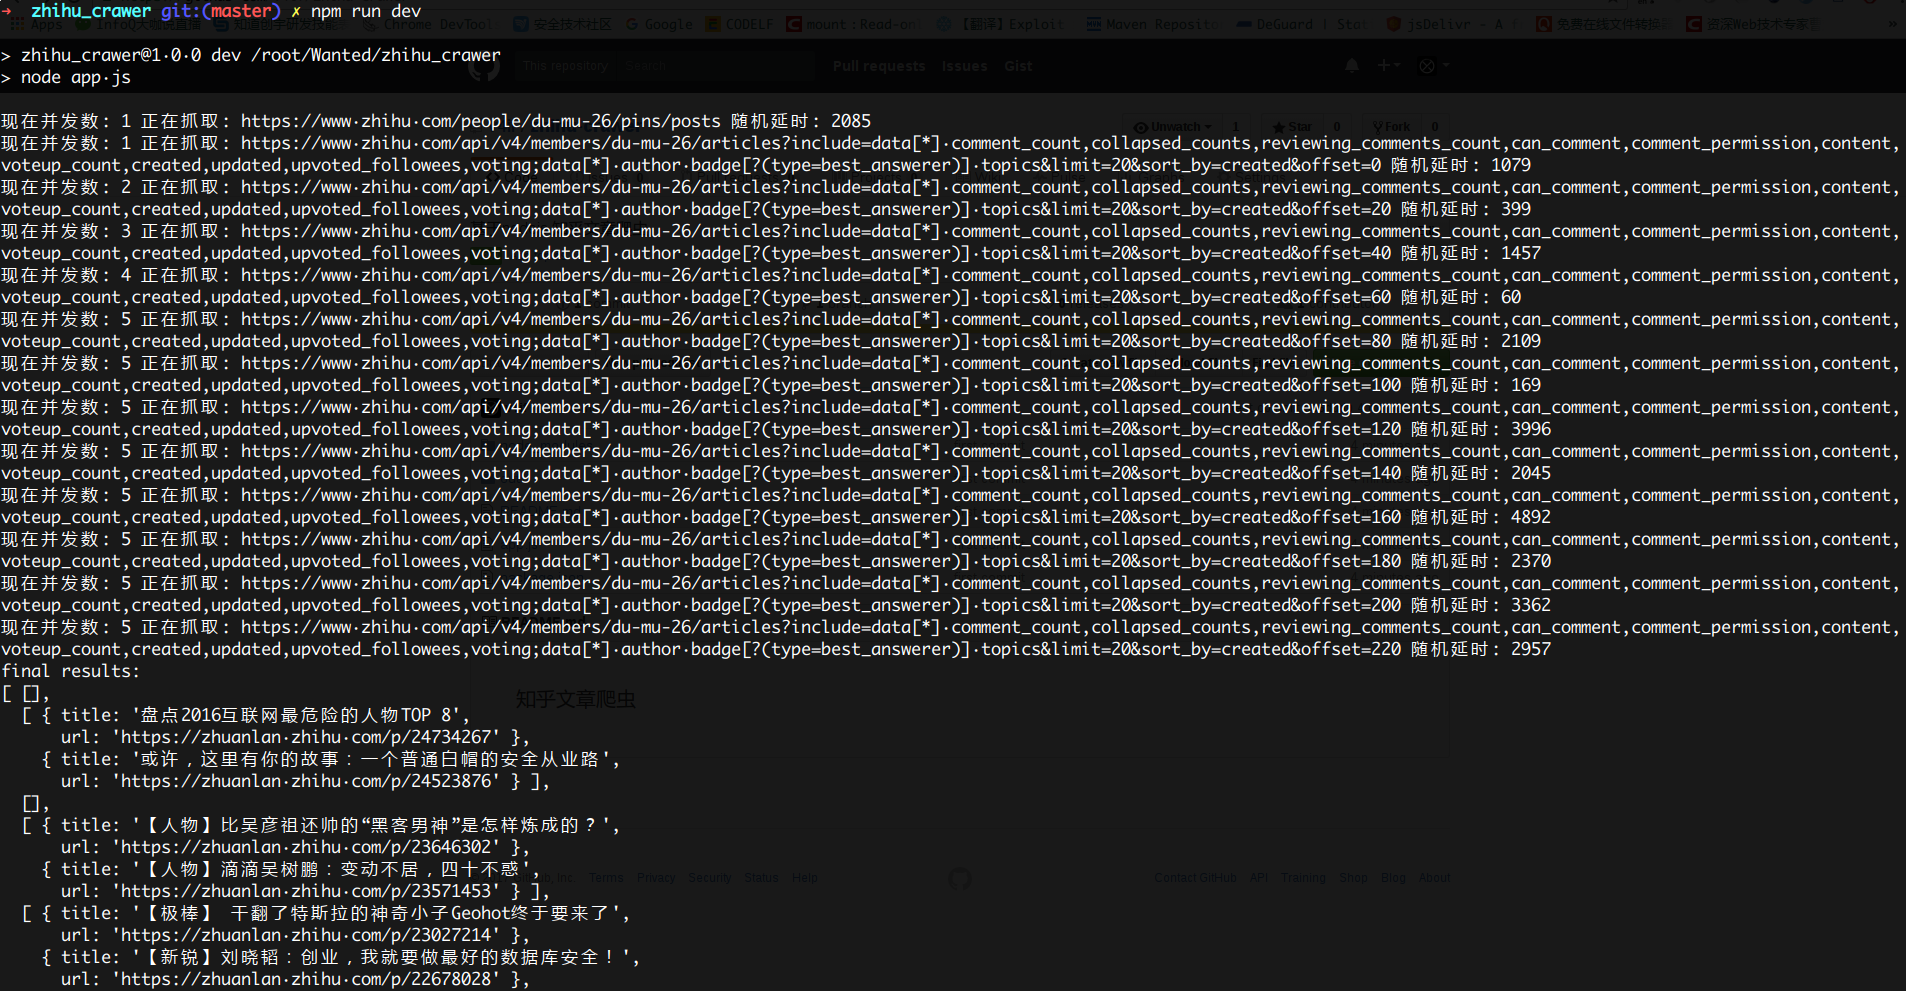 → zhihu_crawer git:(master) ✗ npm run dev
> zhihu_crawer@1.0.0 dev /root/Wanted/zhihu_crawer
> node app.js
This repository Search Pull requests Issues Gist
现在并发数: 1 正在抓取: https://www.zhihu.com/people/du-mu-26/pins/posts 随机延时: 2085
Unwatch 1 Star 0 Fork 0
现在并发数: 1 正在抓取: https://www.zhihu.com/api/v4/members/du-mu-26/articles?include=data[*].comment_count,collapsed_counts,reviewing_comments_count,can_comment,comment_permission,content,
voteup_count,created,updated,upvoted_followees,voting;data[*].author.badge[?(type=best_answerer)].topics&limit=20&sort_by=created&offset=0 随机延时: 1079
现在并发数: 2 正在抓取: https://www.zhihu.com/api/v4/members/du-mu-26/articles?include=data[*].comment_count,collapsed_counts,reviewing_comments_count,can_comment,comment_permission,content,
voteup_count,created,updated,upvoted_followees,voting;data[*].author.badge[?(type=best_answerer)].topics&limit=20&sort_by=created&offset=20 随机延时: 399
现在并发数: 3 正在抓取: https://www.zhihu.com/api/v4/members/du-mu-26/articles?include=data[*].comment_count,collapsed_counts,reviewing_comments_count,can_comment,comment_permission,content,
voteup_count,created,updated,upvoted_followees,voting;data[*].author.badge[?(type=best_answerer)].topics&limit=20&sort_by=created&offset=40 随机延时: 1457
现在并发数: 4 正在抓取: https://www.zhihu.com/api/v4/members/du-mu-26/articles?include=data[*].comment_count,collapsed_counts,reviewing_comments_count,can_comment,comment_permission,content,
voteup_count,created,updated,upvoted_followees,voting;data[*].author.badge[?(type=best_answerer)].topics&limit=20&sort_by=created&offset=60 随机延时: 60
现在并发数: 5 正在抓取: https://www.zhihu.com/api/v4/members/du-mu-26/articles?include=data[*].comment_count,collapsed_counts,reviewing_comments_count,can_comment,comment_permission,content,
voteup_count,created,updated,upvoted_followees,voting;data[*].author.badge[?(type=best_answerer)].topics&limit=20&sort_by=created&offset=80 随机延时: 2109
现在并发数: 5 正在抓取: https://www.zhihu.com/api/v4/members/du-mu-26/articles?include=data[*].comment_count,collapsed_counts,reviewing_comments_count,can_comment,comment_permission,content,
voteup_count,created,updated,upvoted_followees,voting;data[*].author.badge[?(type=best_answerer)].topics&limit=20&sort_by=created&offset=100 随机延时: 169
现在并发数: 5 正在抓取: https://www.zhihu.com/api/v4/members/du-mu-26/articles?include=data[*].comment_count,collapsed_counts,reviewing_comments_count,can_comment,comment_permission,content,
voteup_count,created,updated,upvoted_followees,voting;data[*].author.badge[?(type=best_answerer)].topics&limit=20&sort_by=created&offset=120 随机延时: 3996
现在并发数: 5 正在抓取: https://www.zhihu.com/api/v4/members/du-mu-26/articles?include=data[*].comment_count,collapsed_counts,reviewing_comments_count,can_comment,comment_permission,content,
voteup_count,created,updated,upvoted_followees,voting;data[*].author.badge[?(type=best_answerer)].topics&limit=20&sort_by=created&offset=140 随机延时: 2045
现在并发数: 5 正在抓取: https://www.zhihu.com/api/v4/members/du-mu-26/articles?include=data[*].comment_count,collapsed_counts,reviewing_comments_count,can_comment,comment_permission,content,
voteup_count,created,updated,upvoted_followees,voting;data[*].author.badge[?(type=best_answerer)].topics&limit=20&sort_by=created&offset=160 随机延时: 4892
现在并发数: 5 正在抓取: https://www.zhihu.com/api/v4/members/du-mu-26/articles?include=data[*].comment_count,collapsed_counts,reviewing_comments_count,can_comment,comment_permission,content,
voteup_count,created,updated,upvoted_followees,voting;data[*].author.badge[?(type=best_answerer)].topics&limit=20&sort_by=created&offset=180 随机延时: 2370
现在并发数: 5 正在抓取: https://www.zhihu.com/api/v4/members/du-mu-26/articles?include=data[*].comment_count,collapsed_counts,reviewing_comments_count,can_comment,comment_permission,content,
voteup_count,created,updated,upvoted_followees,voting;data[*].author.badge[?(type=best_answerer)].topics&limit=20&sort_by=created&offset=200 随机延时: 3362
现在并发数: 5 正在抓取: https://www.zhihu.com/api/v4/members/du-mu-26/articles?include=data[*].comment_count,collapsed_counts,reviewing_comments_count,can_comment,comment_permission,content,
voteup_count,created,updated,upvoted_followees,voting;data[*].author.badge[?(type=best_answerer)].topics&limit=20&sort_by=created&offset=220 随机延时: 2957
final results:
[ [],
知乎文章爬虫
[ { title: '盘点2016互联网最危险的人物TOP 8',
url: 'https://zhuanlan.zhihu.com/p/24734267' },
{ title: '或许，这里有你的故事：一个普通白帽的安全从业路',
url: 'https://zhuanlan.zhihu.com/p/24523876' } ],
[],
[ { title: '【人物】比吴彦祖还帅的“黑客男神”是怎样炼成的？',
url: 'https://zhuanlan.zhihu.com/p/23646302' },
{ title: '【人物】滴滴吴树鹏：变动不居，四十不惑',
Terms Privacy Security Status Help Contact GitHub API Training Shop Blog About
url: 'https://zhuanlan.zhihu.com/p/23571453' } ],
[ { title: '【极棒】 干翻了特斯拉的神奇小子Geohot终于要来了',
url: 'https://zhuanlan.zhihu.com/p/23027214' },
{ title: '【新锐】刘晓韬：创业，我就要做最好的数据库安全！',
url: 'https://zhuanlan.zhihu.com/p/22678028' },